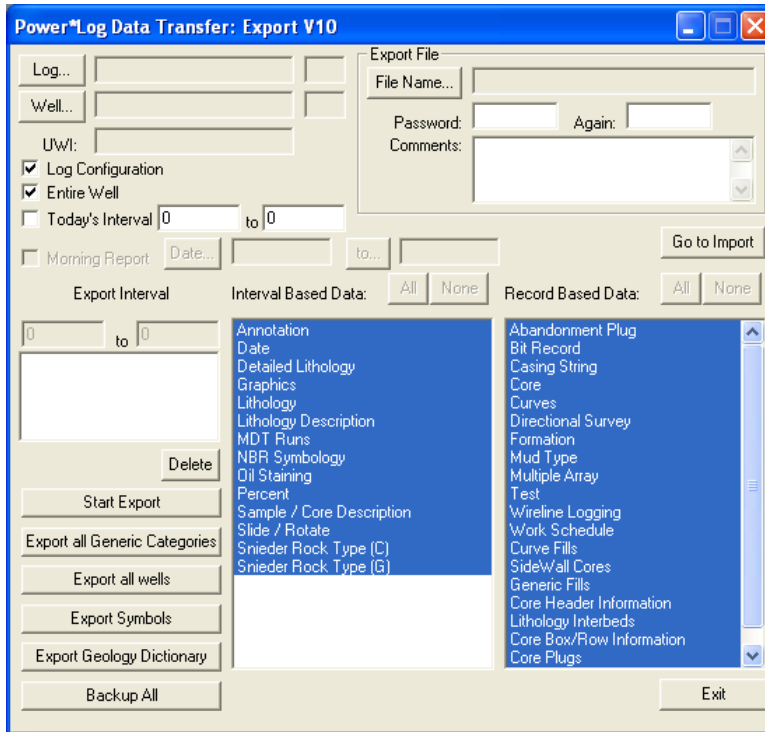 Power*Log Data Transfer: Export V10
Log...
Well...
UWI:
Export File
File Name...
Password:
Again:
Comments:
Log Configuration
Entire Well
Today's Interval 0 to 0
Morning Report Date... to...
Go to Import
Export Interval
0 to 0
Delete
Start Export
Export all Generic Categories
Export all wells
Export Symbols
Export Geology Dictionary
Backup All
Interval Based Data: All None
Annotation
Date
Detailed Lithology
Graphics
Lithology
Lithology Description
MDT Runs
NBR Symbology
Oil Staining
Percent
Sample / Core Description
Slide / Rotate
Snieder Rock Type (C)
Snieder Rock Type (G)
Record Based Data: All None
Abandonment Plug
Bit Record
Casing String
Core
Curves
Directional Survey
Formation
Mud Type
Multiple Array
Test
Wireline Logging
Work Schedule
Curve Fills
SideWall Cores
Generic Fills
Core Header Information
Lithology Interbeds
Core Box/Row Information
Core Plugs
Exit